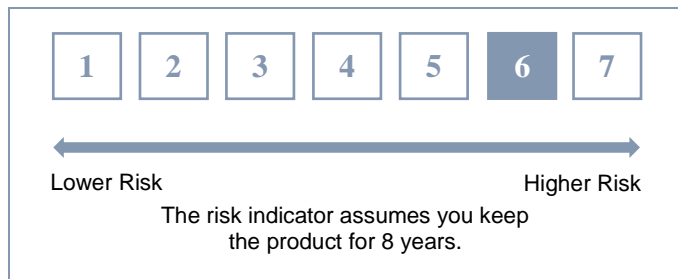 1 2 3 4 5 6 7
Lower Risk Higher Risk
The risk indicator assumes you keep
the product for 8 years.